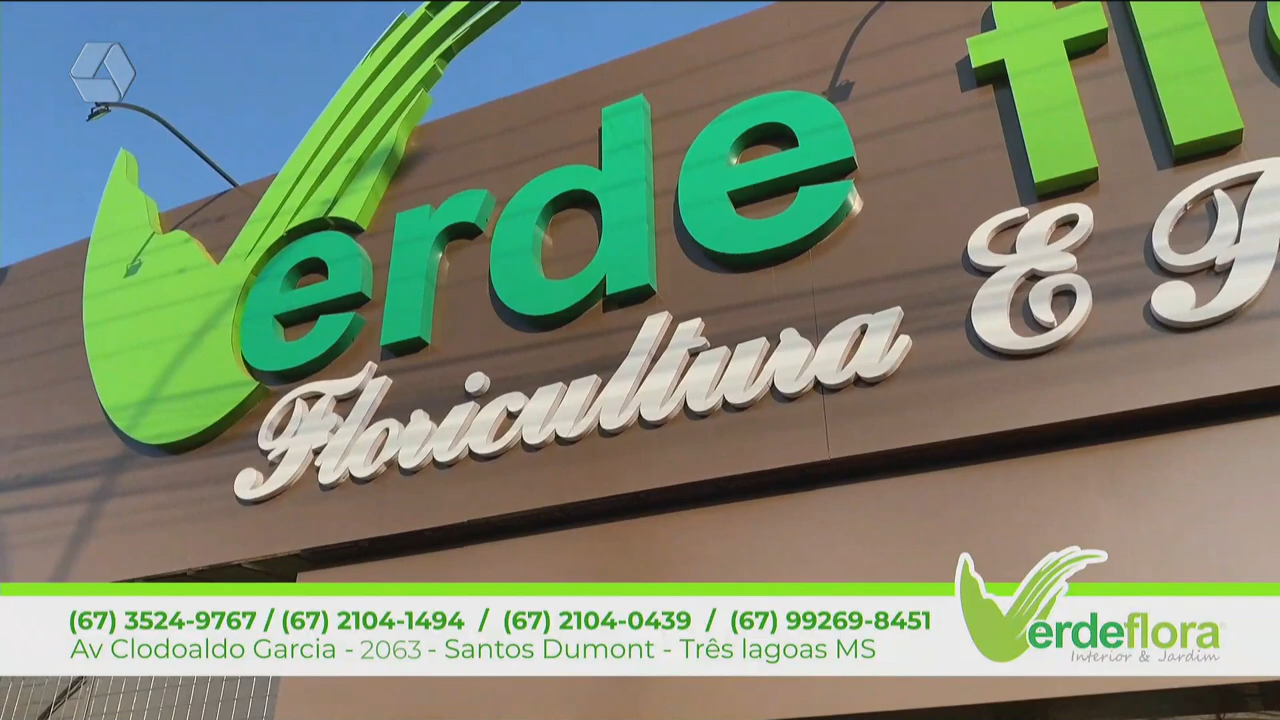 Verde fl
Floricultura E
(67) 3524-9767 / (67) 2104-1494 / (67) 2104-0439 / (67) 99269-8451
Av Clodoaldo Garcia - 2063 - Santos Dumont - Três lagoas MS
Verdeflora
Interior & Jardim